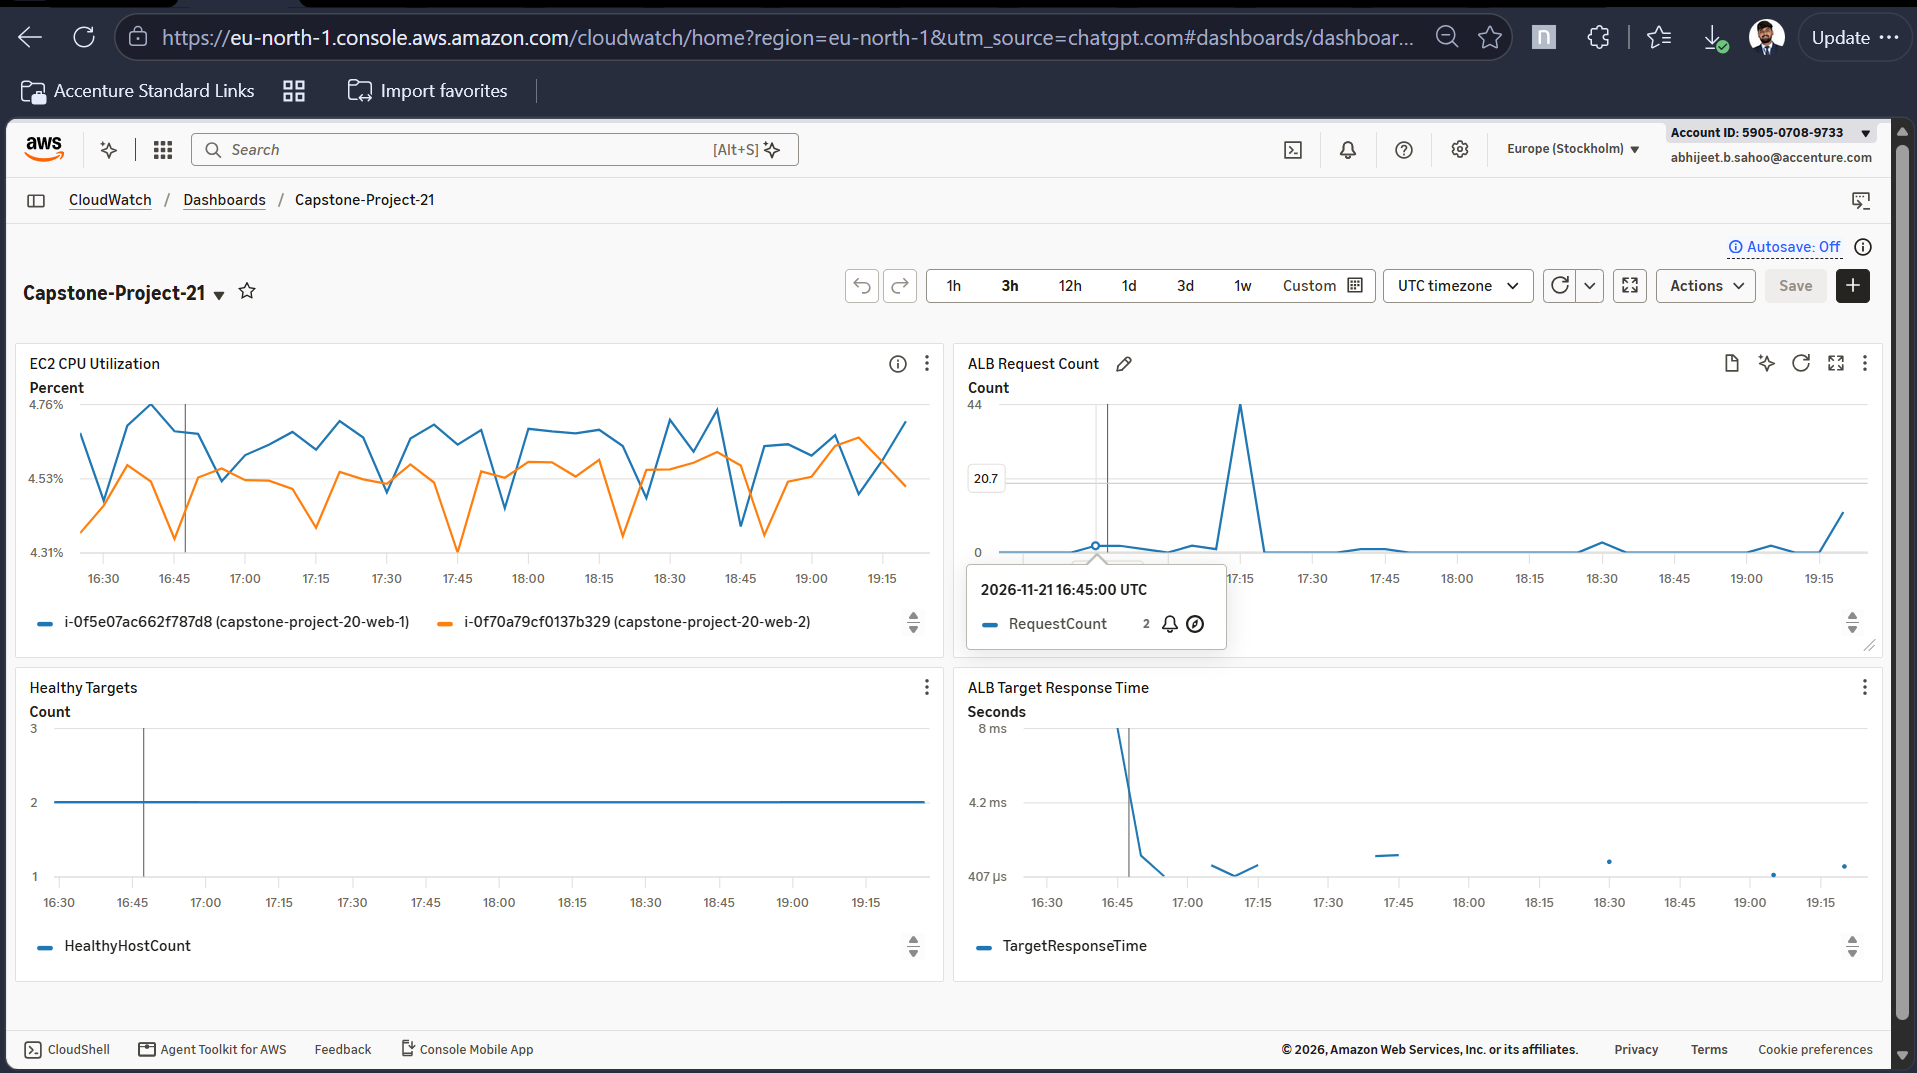 https://eu-north-1.console.aws.amazon.com/cloudwatch/home?region=eu-north-1&utm_source=chatgpt.com#dashboards/dashboar...
n
Update
Accenture Standard Links
Import favorites
aws
Search
[Alt+S]
Europe (Stockholm)
Account ID: 5905-0708-9733
abhijeet.b.sahoo@accenture.com
CloudWatch / Dashboards / Capstone-Project-21
Autosave: Off
Capstone-Project-21
1h 3h 12h 1d 3d 1w Custom
UTC timezone
Actions
Save
EC2 CPU Utilization
Percent
4.76%
4.53%
4.31%
16:30 16:45 17:00 17:15 17:30 17:45 18:00 18:15 18:30 18:45 19:00 19:15
i-0f5e07ac662f787d8 (capstone-project-20-web-1)
i-0f70a79cf0137b329 (capstone-project-20-web-2)
ALB Request Count
Count
44
20.7
0
17:15 17:30 17:45 18:00 18:15 18:30 18:45 19:00 19:15
2026-11-21 16:45:00 UTC
RequestCount 2
Healthy Targets
Count
3
2
1
16:30 16:45 17:00 17:15 17:30 17:45 18:00 18:15 18:30 18:45 19:00 19:15
HealthyHostCount
ALB Target Response Time
Seconds
8 ms
4.2 ms
407 µs
16:30 16:45 17:00 17:15 17:30 17:45 18:00 18:15 18:30 18:45 19:00 19:15
TargetResponseTime
CloudShell
Agent Toolkit for AWS
Feedback
Console Mobile App
© 2026, Amazon Web Services, Inc. or its affiliates.
Privacy
Terms
Cookie preferences